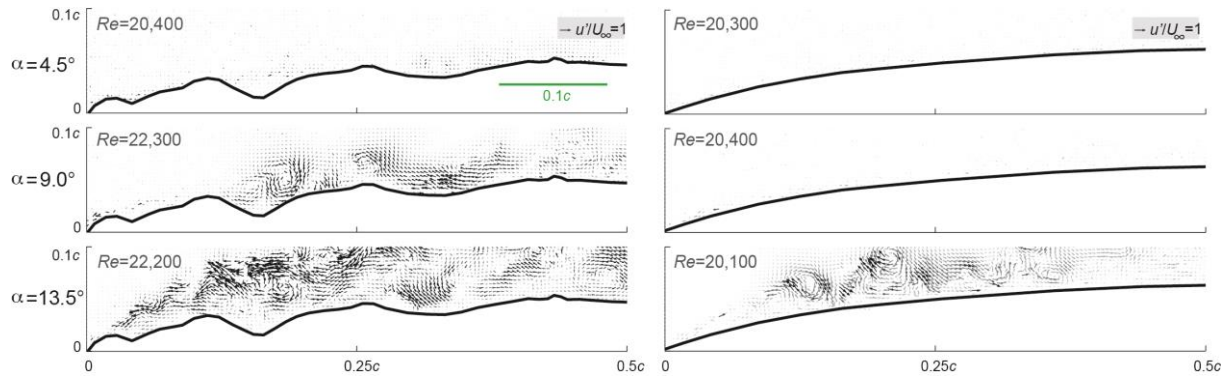 0.1c Re=20,400 Re=20,300 → u'/U∞=1 → u'/U∞=1
α=4.5°
0.1c
0
0.1c Re=22,300 Re=20,400
α=9.0°
0
0.1c Re=22,200 Re=20,100
α=13.5°
0
0 0.25c 0.5c 0 0.25c 0.5c